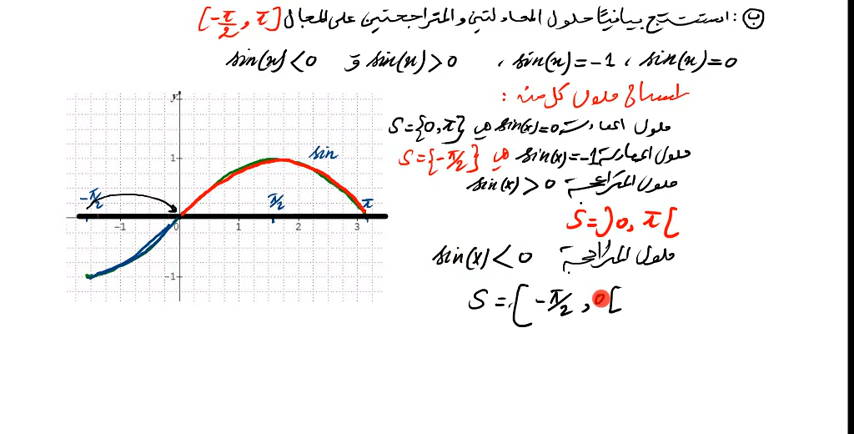 ب): استنتج بيانيًا حلول المعادلتين والمتراجحتين على المجال [-π/2, π]
sin(x)=0 ، sin(x)=-1 ، sin(x)>0 و sin(x)<0
استنتاج حلول كل منه :
حلول المعادلة sin(x)=0 هي S={0,π}
حلول المعادلة sin(x)=-1 هي S={-π/2}
حلول المتراجحة sin(x)>0
S=]0, π[
حلول المتراجحة sin(x)<0
S=[-π/2, 0[
y
1
sin
-π/2
π/2
π
-1 0 1 2 3
-1